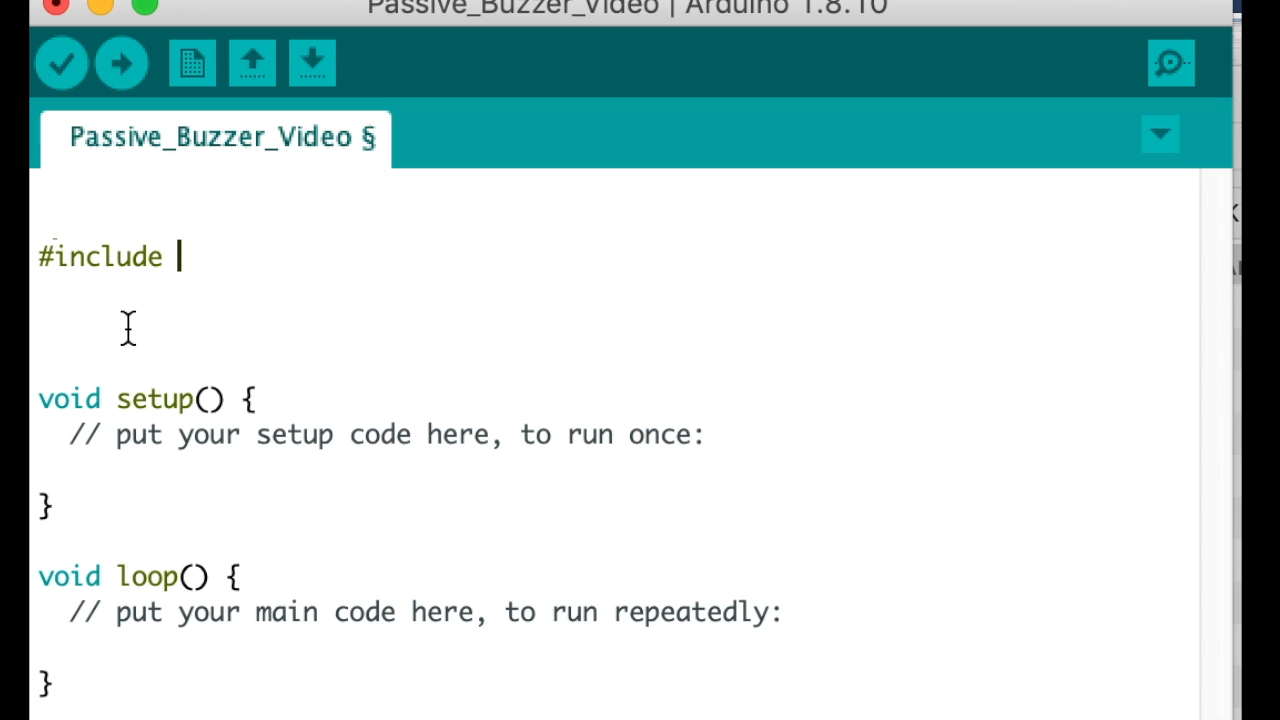 Passive_Buzzer_Video | Arduino 1.8.10
Passive_Buzzer_Video §
#include
void setup() {
// put your setup code here, to run once:
}
void loop() {
// put your main code here, to run repeatedly:
}